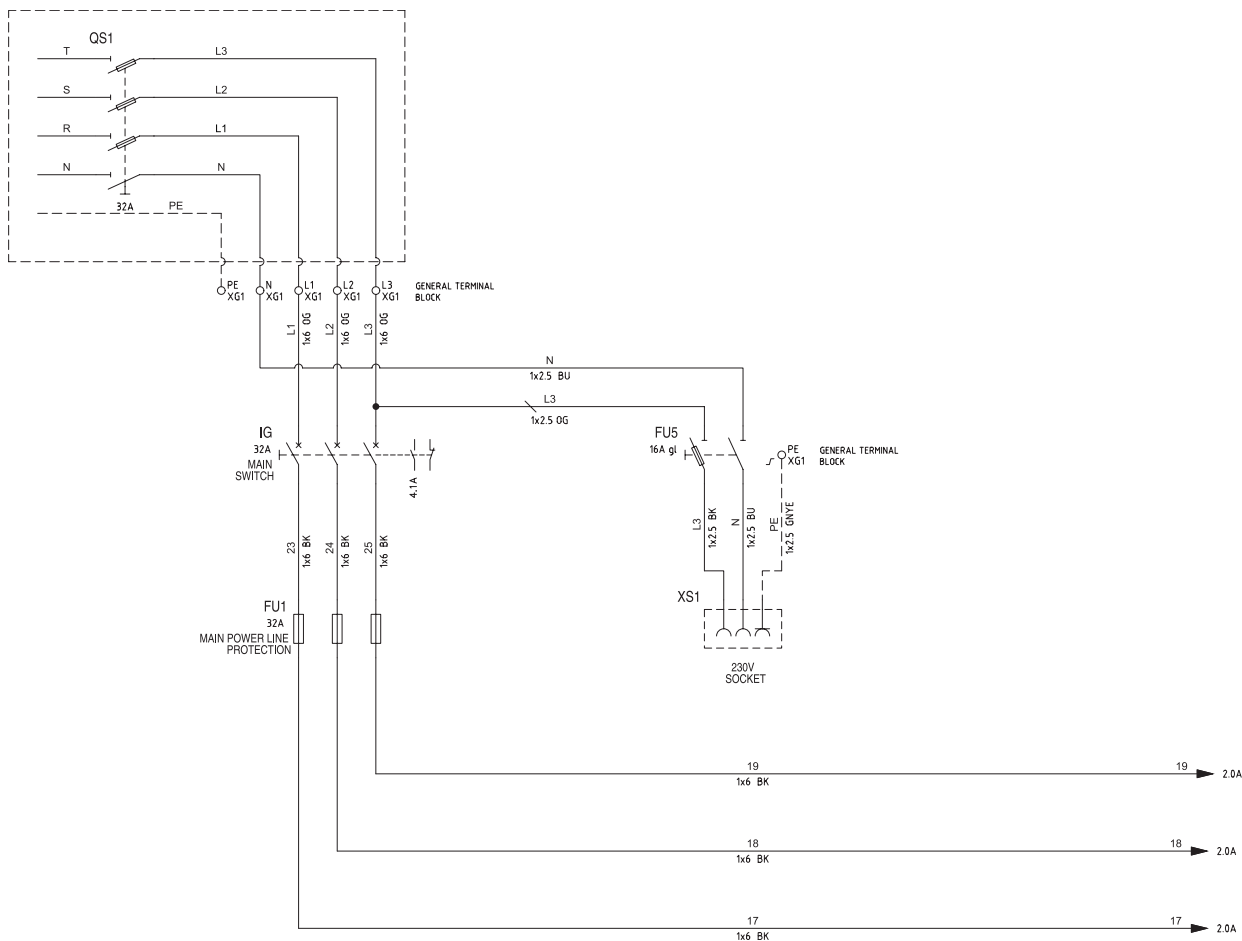 QS1
T L3
S L2
R L1
N N
32A PE
PE XG1
N XG1
L1 XG1
L2 XG1
L3 XG1
GENERAL TERMINAL
BLOCK
L1 1x6 OG
L2 1x6 OG
L3 1x6 OG
N
1x2.5 BU
L3
1x2.5 OG
IG
32A
MAIN
SWITCH
4.1A
FU5
16A gl
PE
XG1
GENERAL TERMINAL
BLOCK
L3 1x2.5 BK
N 1x2.5 BU
PE 1x2.5 GNYE
23 1x6 BK
24 1x6 BK
25 1x6 BK
XS1
FU1
32A
MAIN POWER LINE
PROTECTION
230V
SOCKET
19 19
1x6 BK 2.0A
18 18
1x6 BK 2.0A
17 17
1x6 BK 2.0A